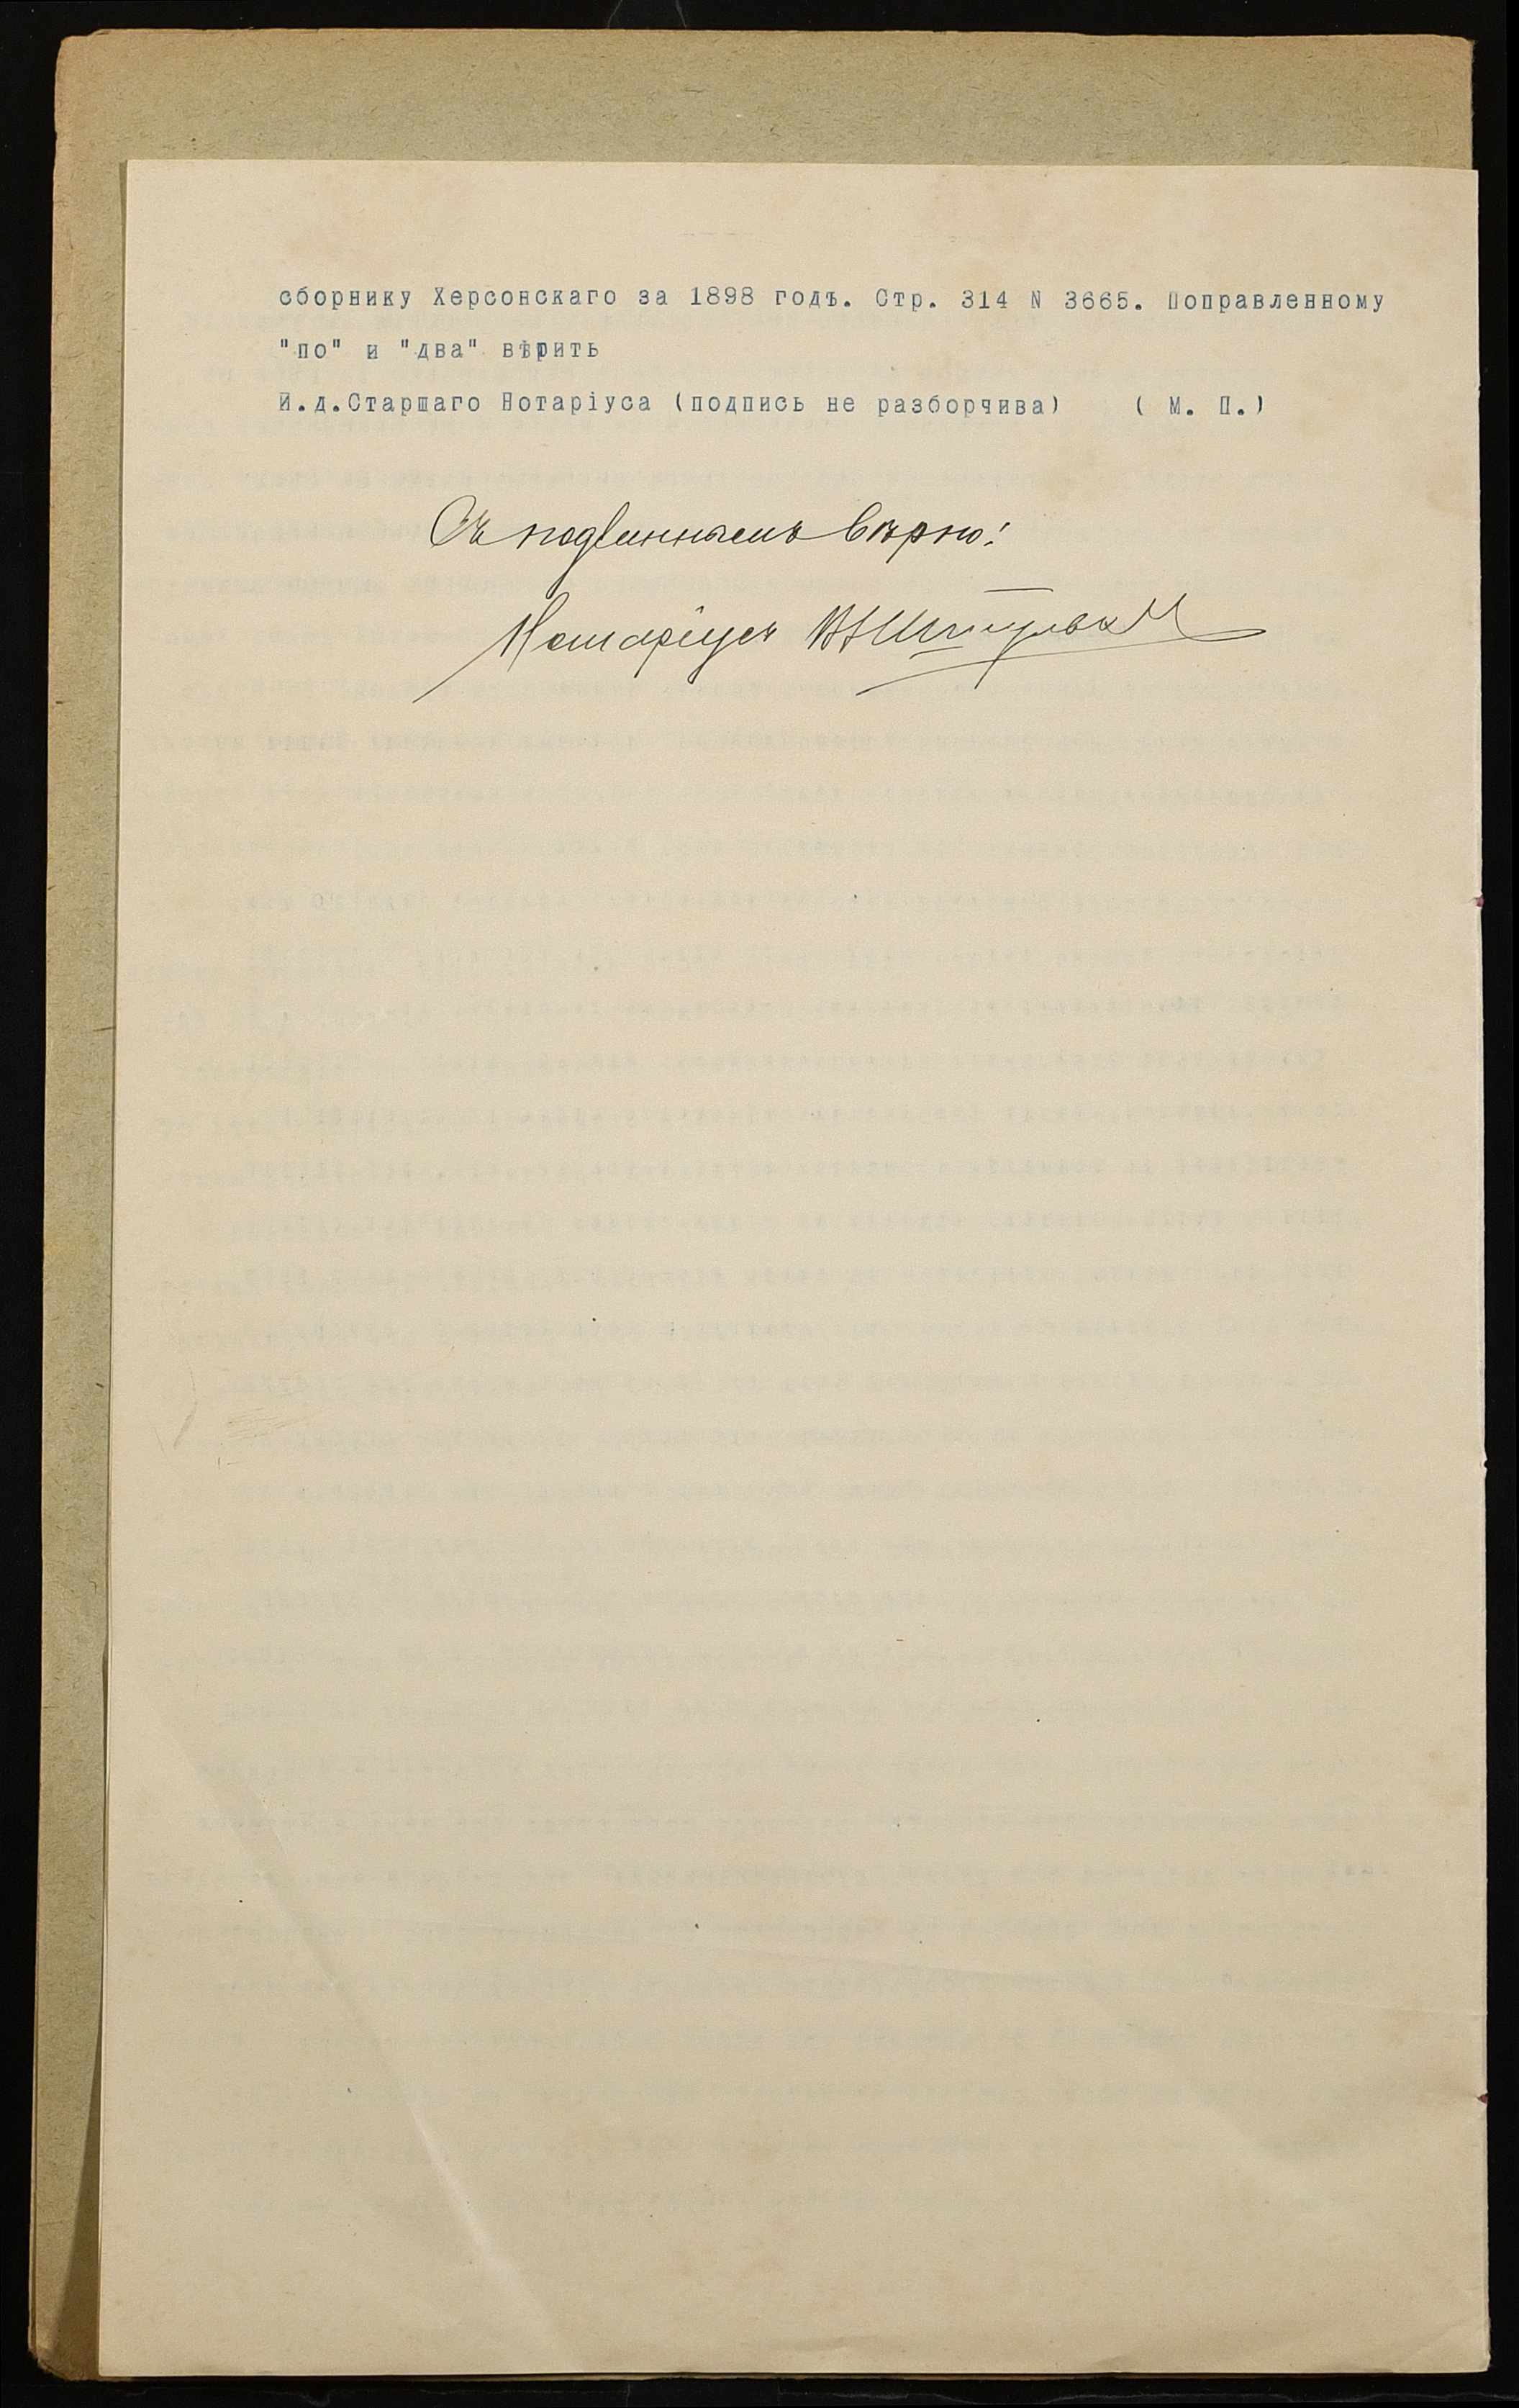 сборнику Херсонскаго за 1898 годъ. Стр. 314 N 3665. Поправленному
"по" и "два" вѣрить
И.д.Старшаго Нотаріуса (подпись не разборчива) ( М. П.)
Съ подлиннымъ вѣрно!
Нотаріусъ